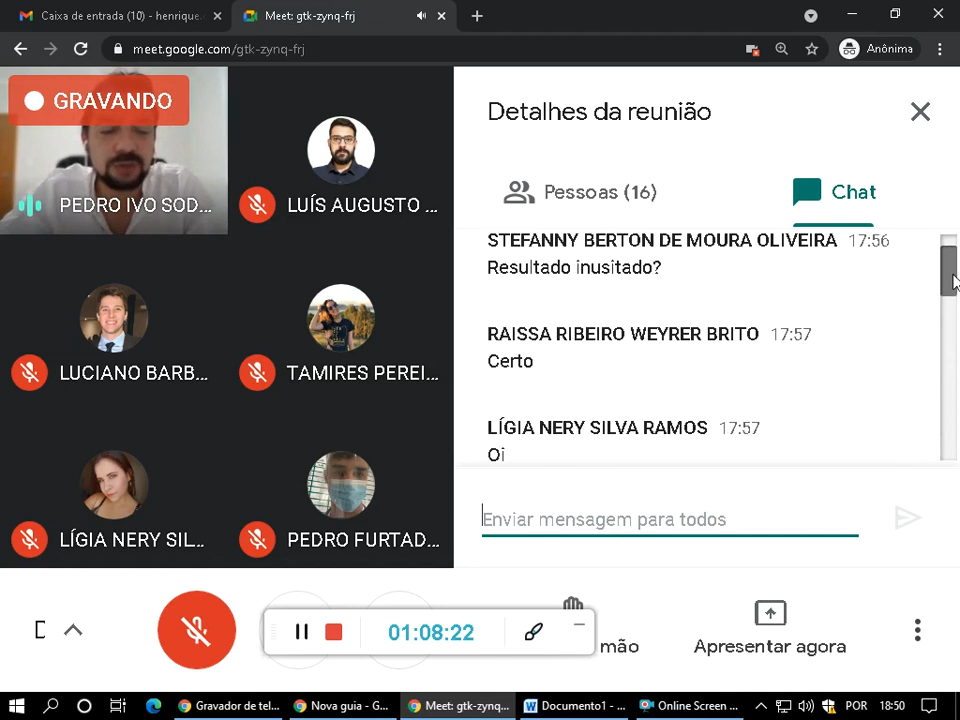 Caixa de entrada (10) - henrique.
Meet: gtk-zynq-frj
meet.google.com/gtk-zynq-frj
Anônima
GRAVANDO
PEDRO IVO SOD...
LUÍS AUGUSTO ...
LUCIANO BARB...
TAMIRES PEREI...
LÍGIA NERY SIL...
PEDRO FURTAD...
Detalhes da reunião
Pessoas (16)
Chat
STEFANNY BERTON DE MOURA OLIVEIRA 17:56
Resultado inusitado?
RAISSA RIBEIRO WEYRER BRITO 17:57
Certo
LÍGIA NERY SILVA RAMOS 17:57
Oi
Enviar mensagem para todos
01:08:22
mão
Apresentar agora
Gravador de tel...
Nova guia - G...
Meet: gtk-zynq...
Documento1 - ...
Online Screen ...
POR
18:50